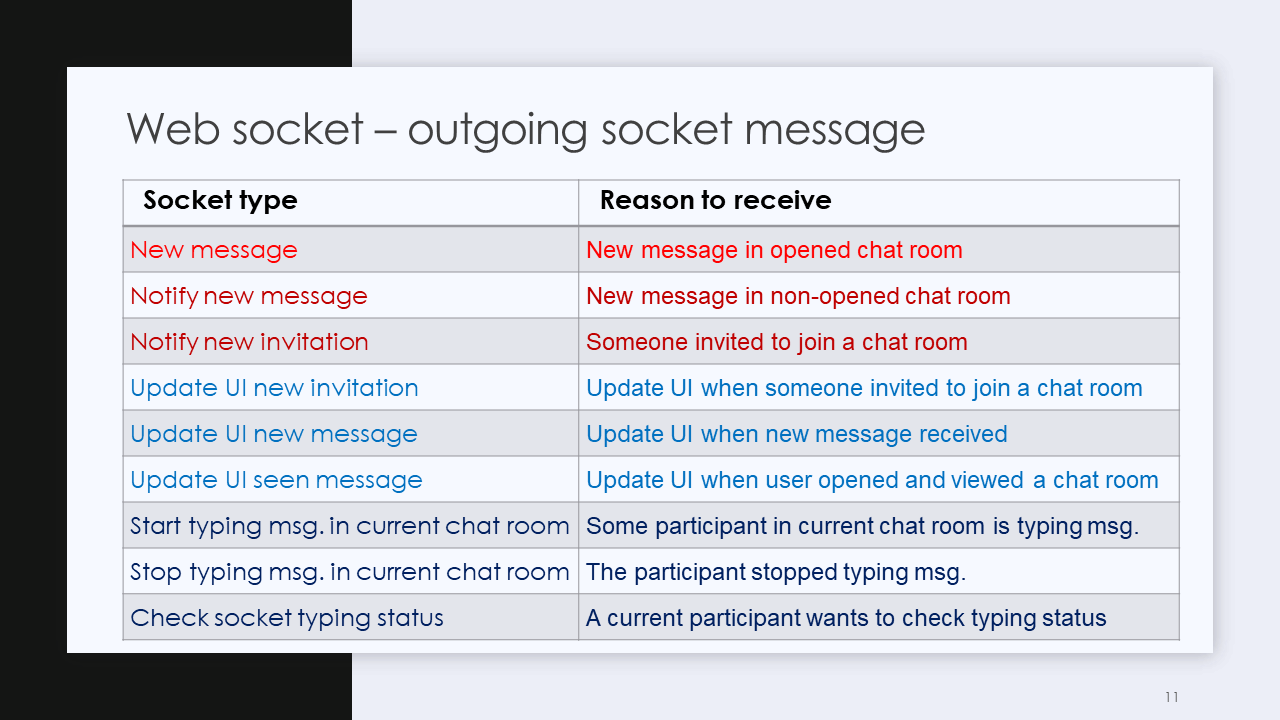 Web socket – outgoing socket message
Socket type Reason to receive
New message New message in opened chat room
Notify new message New message in non-opened chat room
Notify new invitation Someone invited to join a chat room
Update UI new invitation Update UI when someone invited to join a chat room
Update UI new message Update UI when new message received
Update UI seen message Update UI when user opened and viewed a chat room
Start typing msg. in current chat room Some participant in current chat room is typing msg.
Stop typing msg. in current chat room The participant stopped typing msg.
Check socket typing status A current participant wants to check typing status
11